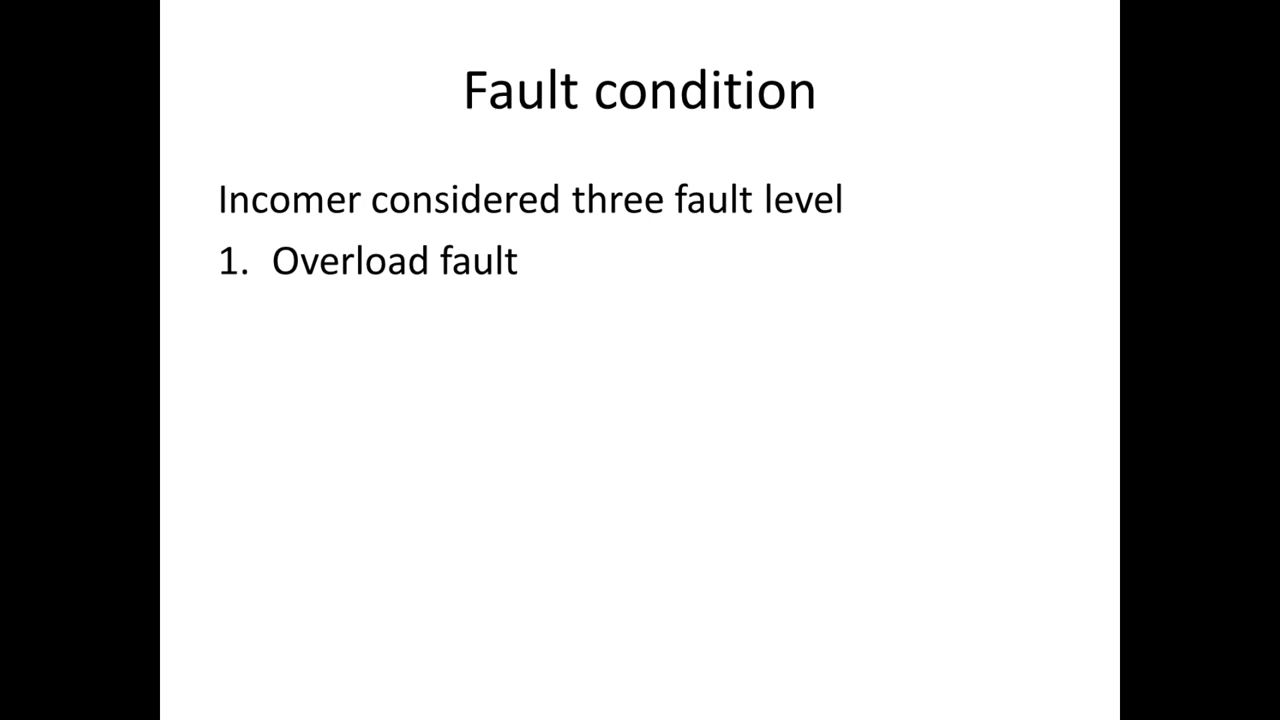 Fault condition
Incomer considered three fault level
1. Overload fault